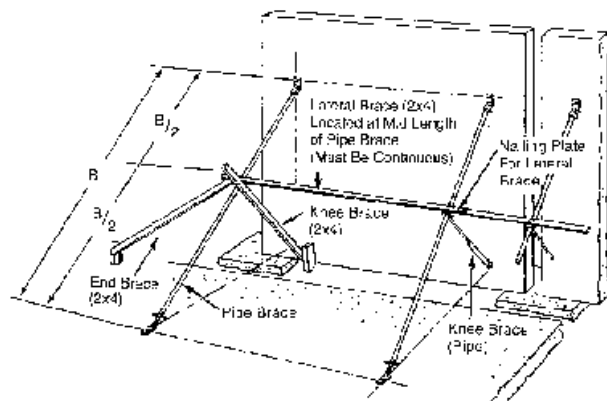 Lateral Brace (2x4)
Located at Mid Length
of Pipe Brace
(Must Be Continuous)
Nailing Plate
For Lateral
Brace
B/2
B
B/2
Knee Brace
(2x4)
End Brace
(2x4)
Pipe Brace
Knee Brace
(Pipe)